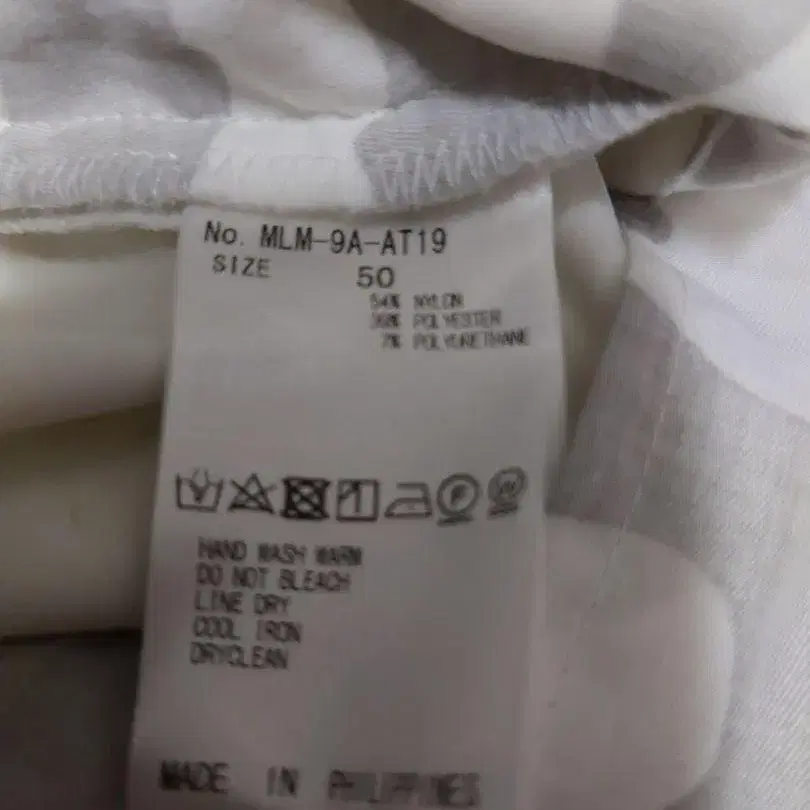 No. MLM-9A-AT19
SIZE 50
54% NYLON
39% POLYESTER
7% POLYURETHANE
HAND WASH WARM
DO NOT BLEACH
LINE DRY
COOL IRON
DRYCLEAN
MADE IN PHILIPPINES